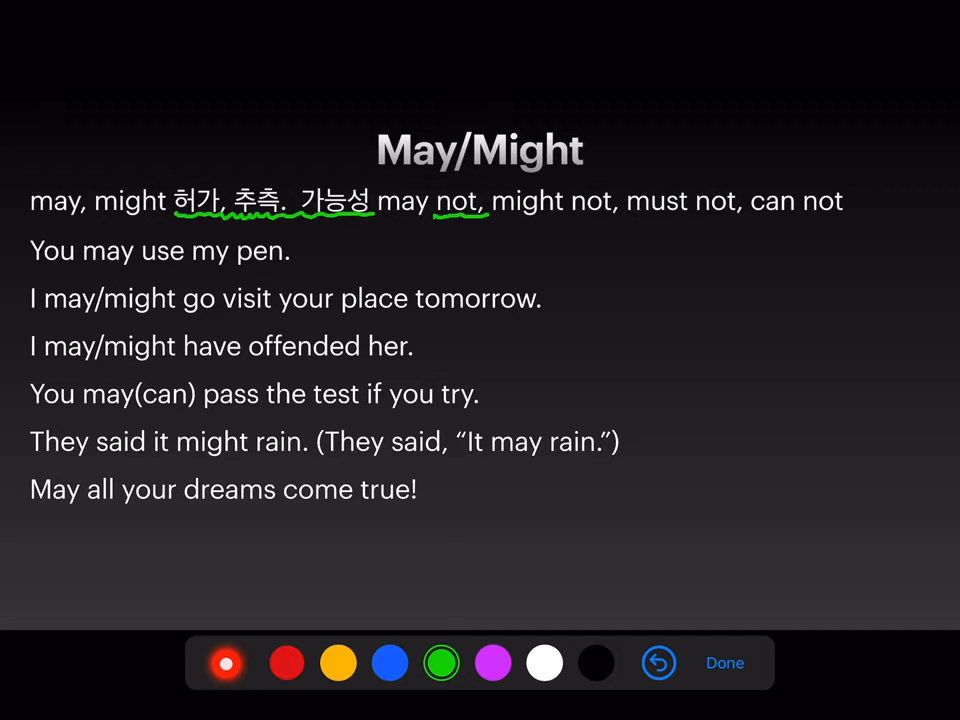 May/Might
may, might 허가, 추측. 가능성 may not, might not, must not, can not
You may use my pen.
I may/might go visit your place tomorrow.
I may/might have offended her.
You may(can) pass the test if you try.
They said it might rain. (They said, “It may rain.”)
May all your dreams come true!
Done